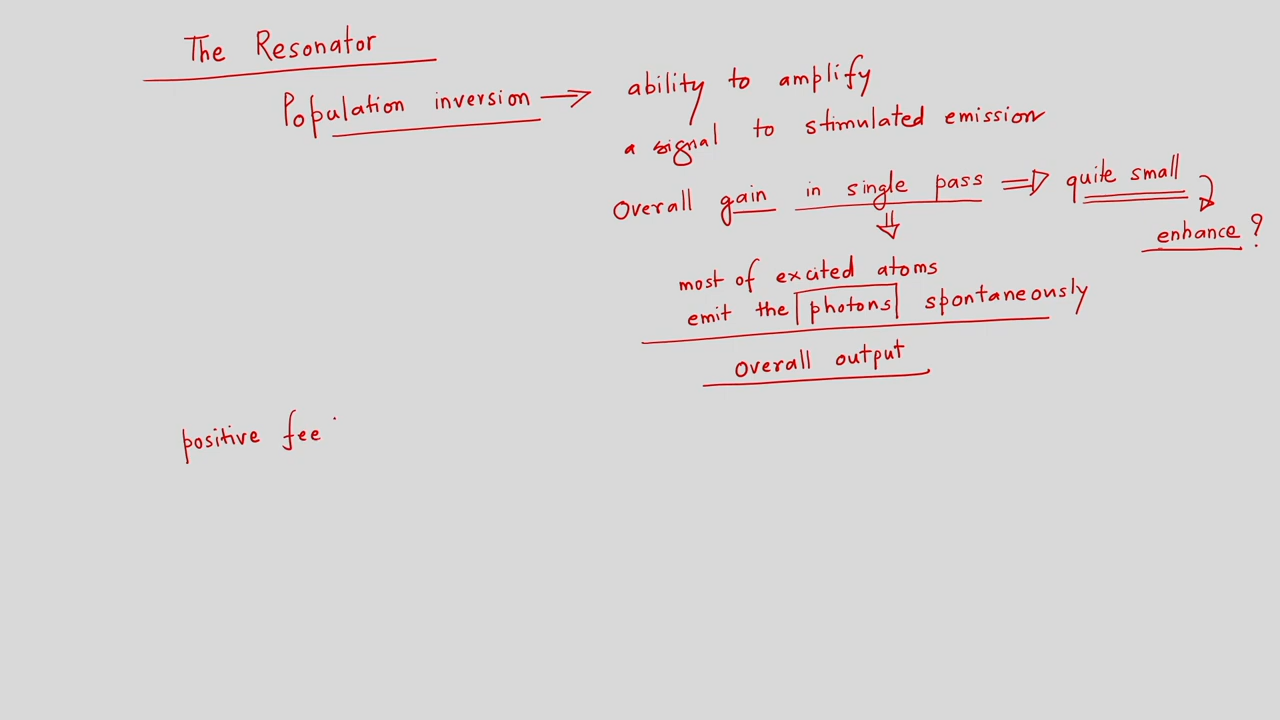 The Resonator
Population inversion → ability to amplify
a signal to stimulated emission
Overall gain in single pass ⇒ quite small
enhance ?
most of excited atoms
emit the photons spontaneously
overall output
positive fee